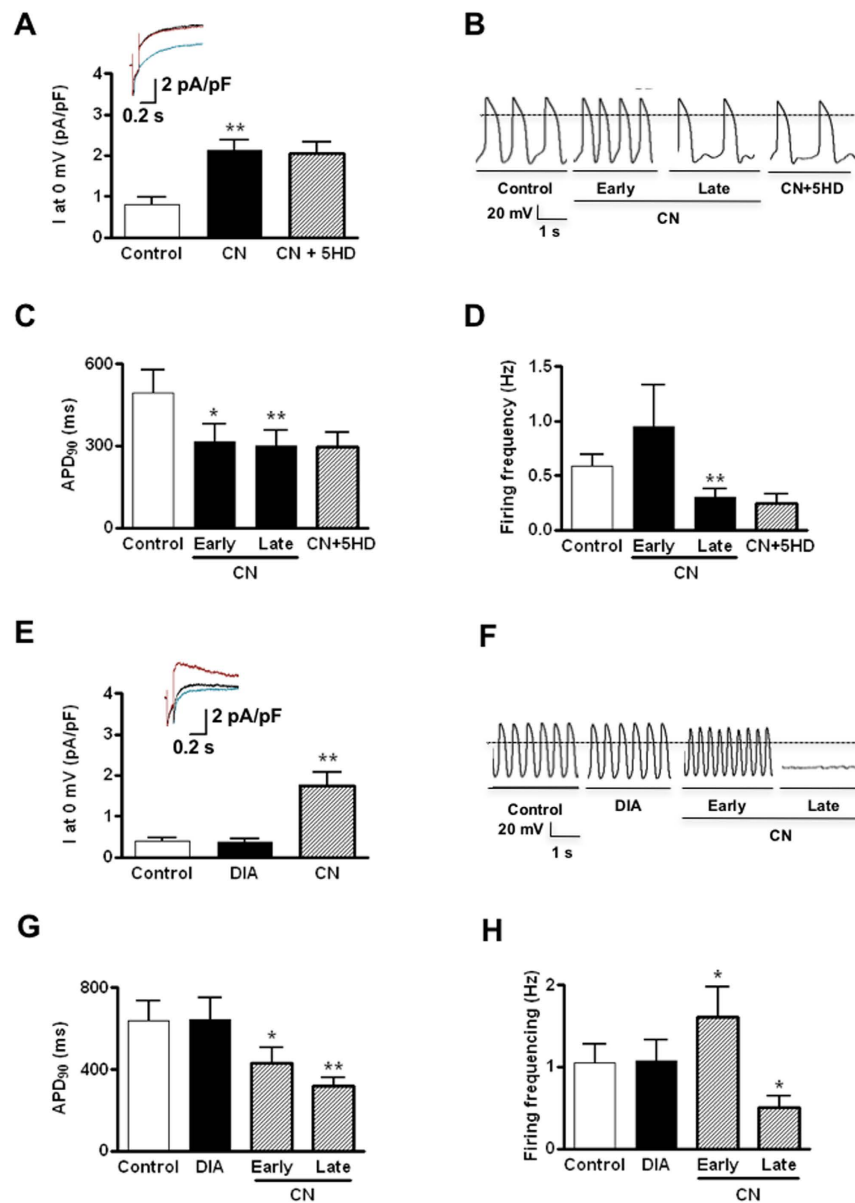 A
2 pA/pF
0.2 s
I at 0 mV (pA/pF)
4
3
2
1
0
**
Control CN CN + 5HD
B
Control Early Late CN+5HD
CN
20 mV
1 s
C
APD90 (ms)
600
300
0
* **
Control Early Late CN+5HD
CN
D
Firing frequency (Hz)
1.5
1.0
0.5
0.0
**
Control Early Late CN+5HD
CN
E
2 pA/pF
0.2 s
I at 0 mV (pA/pF)
4
3
2
1
0
**
Control DIA CN
F
Control DIA Early Late
CN
20 mV
1 s
G
APD90 (ms)
800
400
0
* **
Control DIA Early Late
CN
H
Firing frequencing (Hz)
2
1
0
* *
Control DIA Early Late
CN